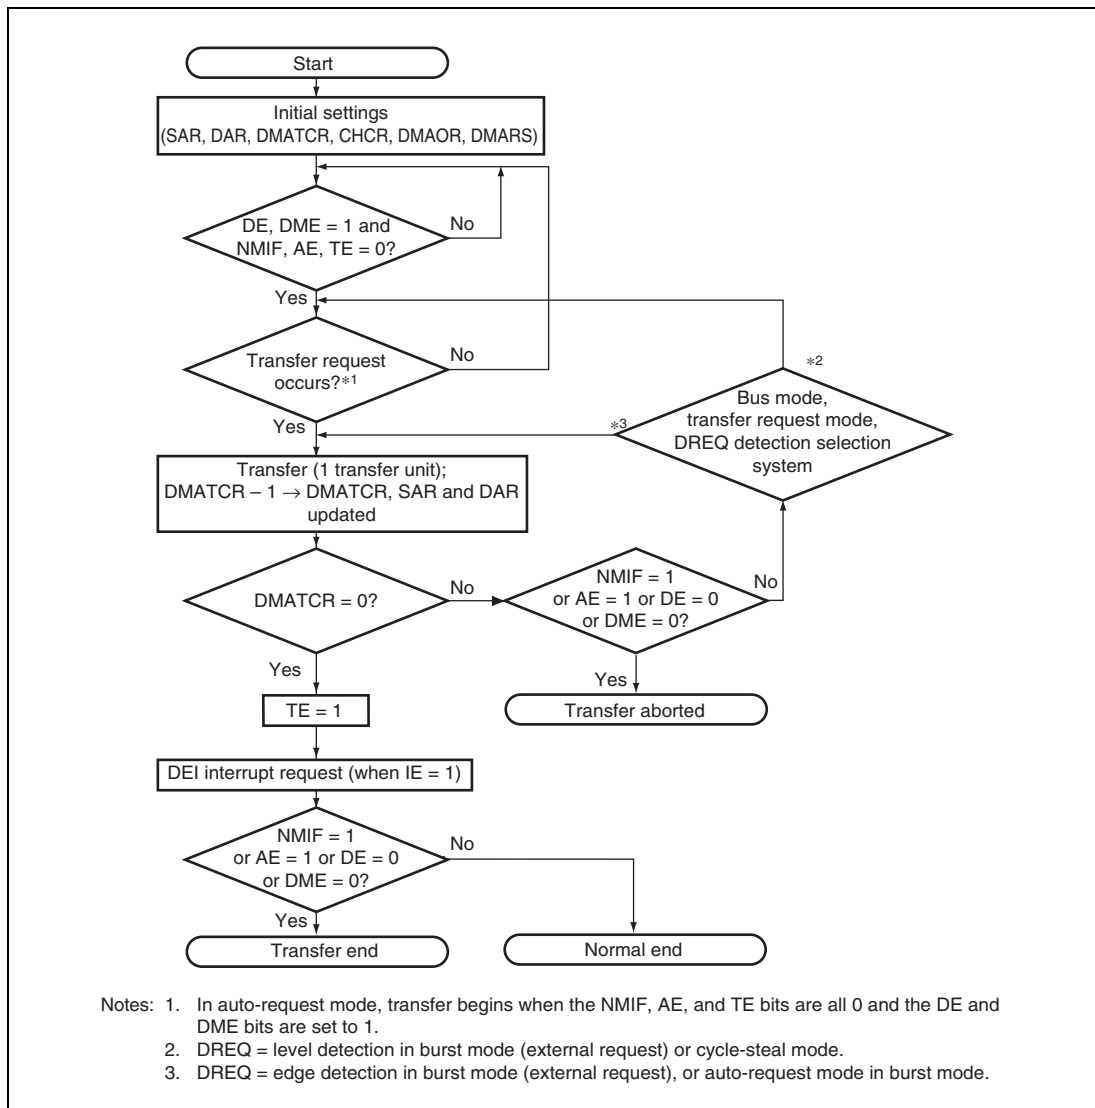 Start
Initial settings
(SAR, DAR, DMATCR, CHCR, DMAOR, DMARS)
DE, DME = 1 and
NMIF, AE, TE = 0?
No
Yes
Transfer request
occurs?*1
No
Yes
*2
Bus mode,
transfer request mode,
DREQ detection selection
system
*3
Transfer (1 transfer unit);
DMATCR – 1 → DMATCR, SAR and DAR
updated
DMATCR = 0?
No
NMIF = 1
or AE = 1 or DE = 0
or DME = 0?
No
Yes
Yes
Transfer aborted
TE = 1
DEI interrupt request (when IE = 1)
NMIF = 1
or AE = 1 or DE = 0
or DME = 0?
No
Yes
Transfer end
Normal end
Notes: 1. In auto-request mode, transfer begins when the NMIF, AE, and TE bits are all 0 and the DE and
DME bits are set to 1.
2. DREQ = level detection in burst mode (external request) or cycle-steal mode.
3. DREQ = edge detection in burst mode (external request), or auto-request mode in burst mode.